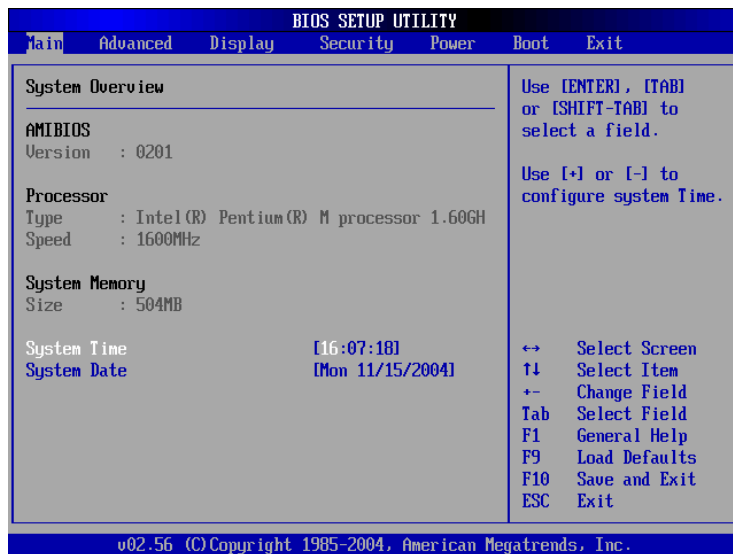 BIOS SETUP UTILITY
Main Advanced Display Security Power Boot Exit
System Overview
AMIBIOS
Version : 0201
Processor
Type : Intel(R) Pentium(R) M processor 1.60GH
Speed : 1600MHz
System Memory
Size : 504MB
System Time [16:07:18]
System Date [Mon 11/15/2004]
Use [ENTER], [TAB]
or [SHIFT-TAB] to
select a field.
Use [+] or [-] to
configure system Time.
↔ Select Screen
↑↓ Select Item
+- Change Field
Tab Select Field
F1 General Help
F9 Load Defaults
F10 Save and Exit
ESC Exit
v02.56 (C)Copyright 1985-2004, American Megatrends, Inc.